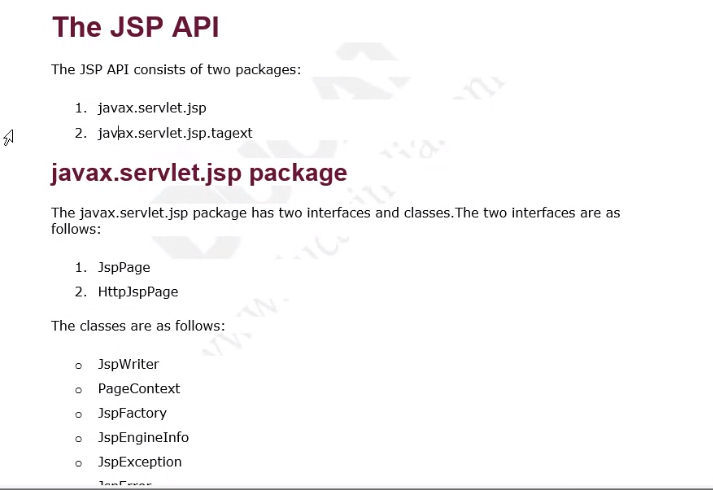 The JSP API
The JSP API consists of two packages:
1. javax.servlet.jsp
2. javax.servlet.jsp.tagext
javax.servlet.jsp package
The javax.servlet.jsp package has two interfaces and classes.The two interfaces are as
follows:
1. JspPage
2. HttpJspPage
The classes are as follows:
o JspWriter
o PageContext
o JspFactory
o JspEngineInfo
o JspException